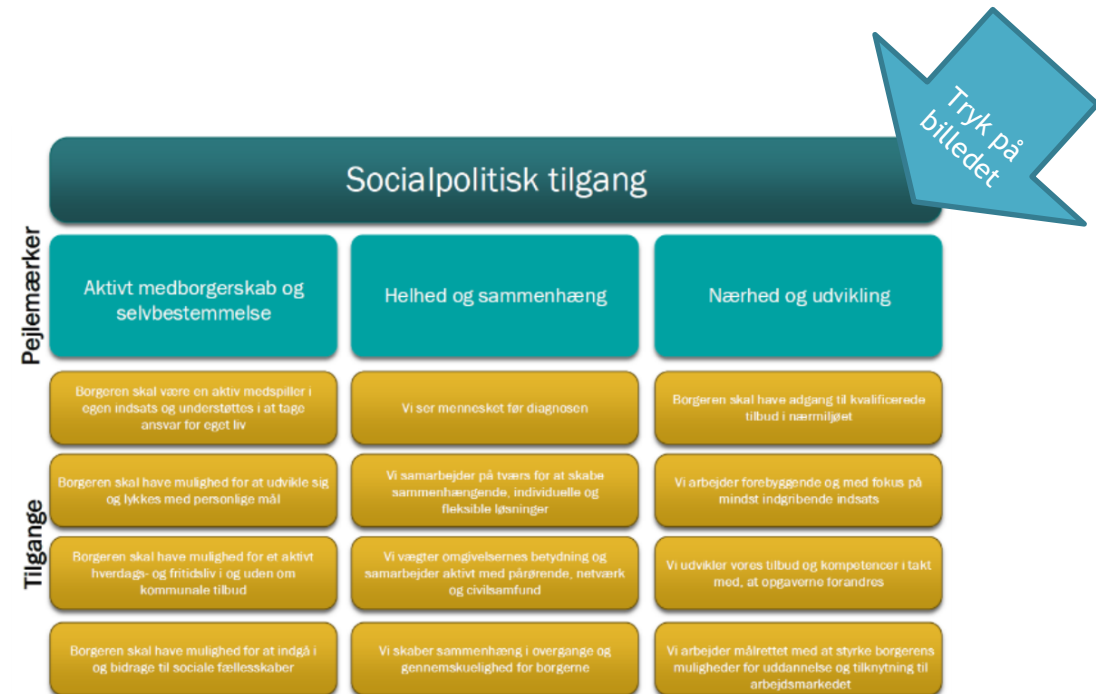 Tryk på
billedet
Socialpolitisk tilgang
Pejlemærker
Aktivt medborgerskab og
selvbestemmelse
Helhed og sammenhæng
Nærhed og udvikling
Tilgange
Borgeren skal være en aktiv medspiller i
egen indsats og understøttes i at tage
ansvar for eget liv
Vi ser mennesket før diagnosen
Borgeren skal have adgang til kvalificerede
tilbud i nærmiljøet
Borgeren skal have mulighed for at udvikle sig
og lykkes med personlige mål
Vi samarbejder på tværs for at skabe
sammenhængende, individuelle og
fleksible løsninger
Vi arbejder forebyggende og med fokus på
mindst indgribende indsats
Borgeren skal have mulighed for et aktivt
hverdags- og fritidsliv i og uden om
kommunale tilbud
Vi vægter omgivelsernes betydning og
samarbejder aktivt med pårørende, netværk
og civilsamfund
Vi udvikler vores tilbud og kompetencer i takt
med, at opgaverne forandres
Borgeren skal have mulighed for at indgå i
og bidrage til sociale fællesskaber
Vi skaber sammenhæng i overgange og
gennemskuelighed for borgerne
Vi arbejder målrettet med at styrke borgerens
muligheder for uddannelse og tilknytning til
arbejdsmarkedet